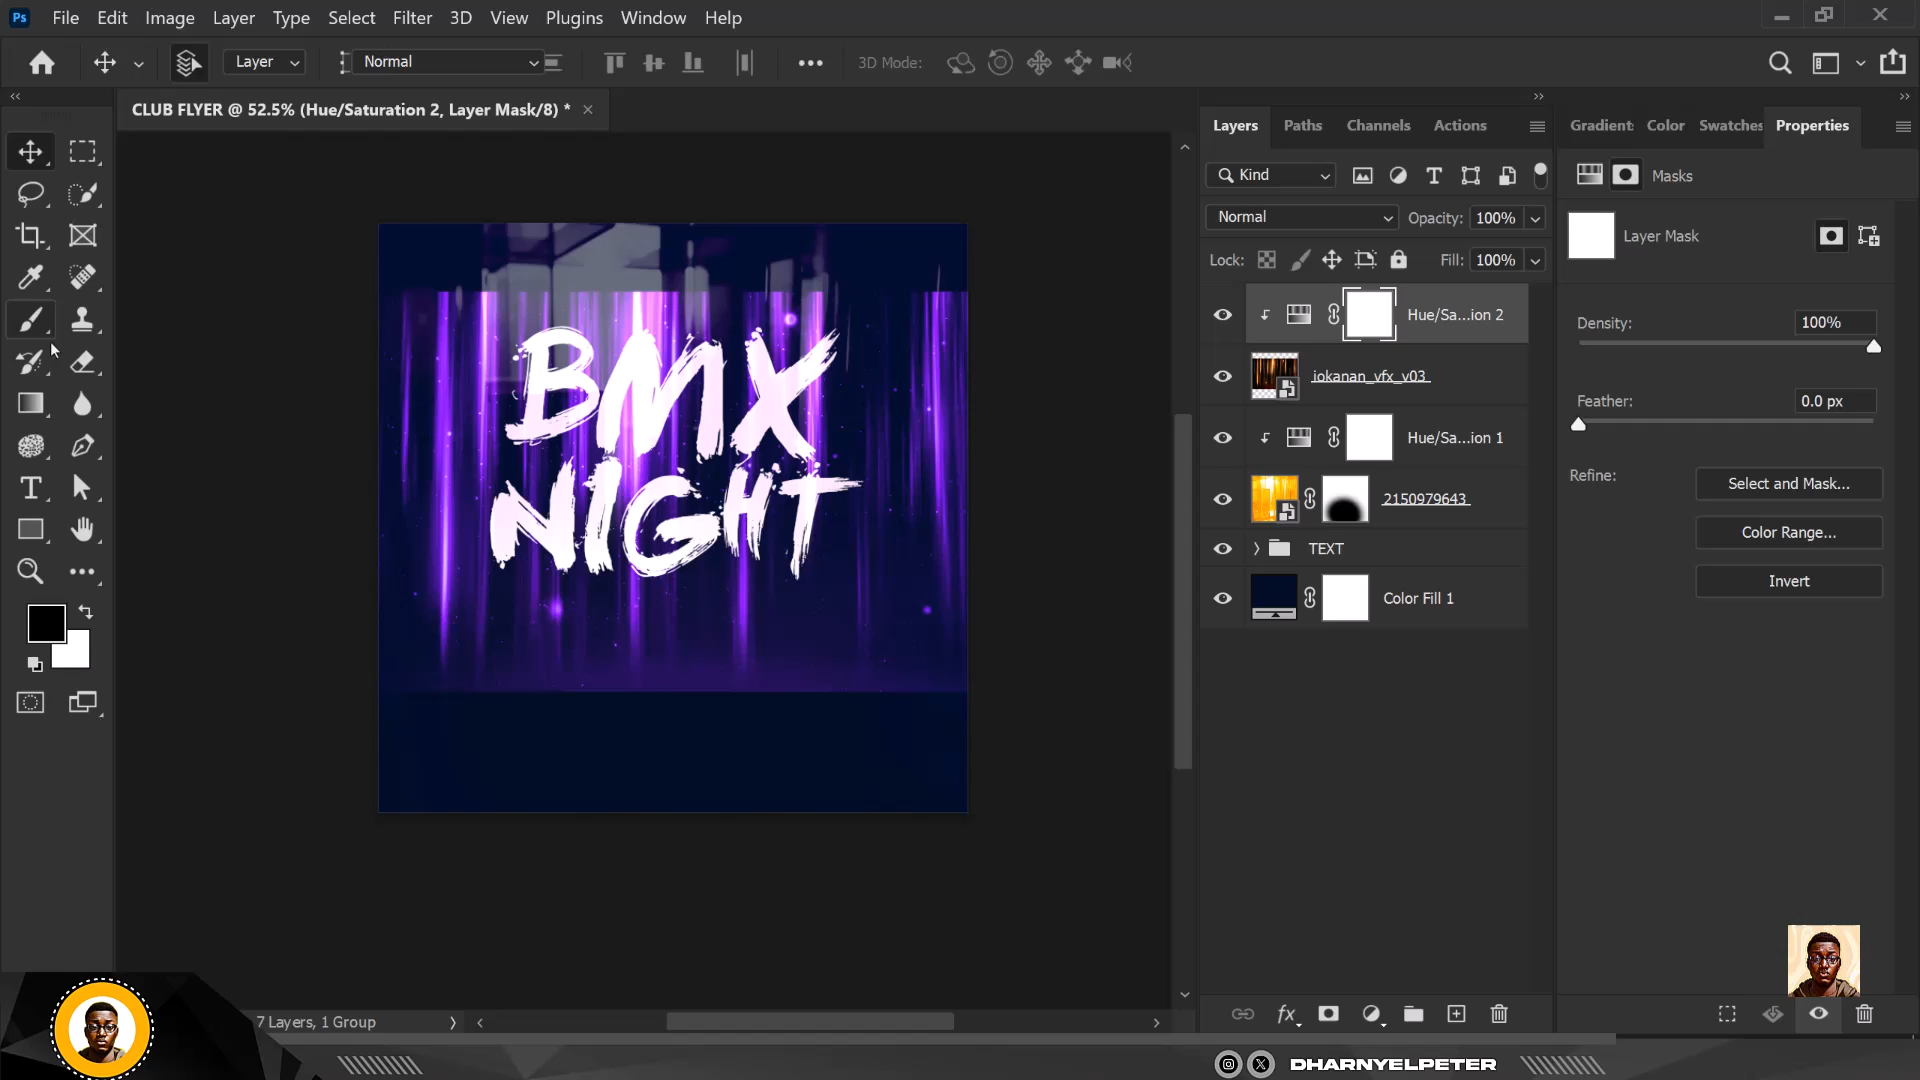 Ps File Edit Image Layer Type Select Filter 3D View Plugins Window Help
Layer Normal 3D Mode:
CLUB FLYER @ 52.5% (Hue/Saturation 2, Layer Mask/8) *
Layers Paths Channels Actions
Gradient: Color Swatches Properties
Kind
Masks
Normal Opacity: 100%
Layer Mask
Lock: Fill: 100%
Hue/Sa...ion 2
iokanan_vfx_v03
Hue/Sa...ion 1
2150979643
TEXT
Color Fill 1
Density: 100%
Feather: 0.0 px
Refine: Select and Mask...
Color Range...
Invert
BMX
NIGHT
7 Layers, 1 Group
fx
DHARNYELPETER